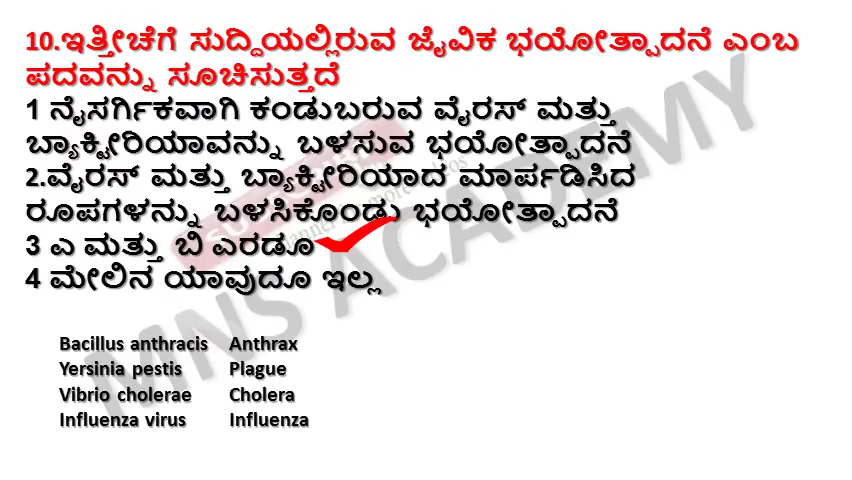 10.ಇತ್ತೀಚೆಗೆ ಸುದ್ದಿಯಲ್ಲಿರುವ ಜೈವಿಕ ಭಯೋತ್ಪಾದನೆ ಎಂಬ
ಪದವನ್ನು ಸೂಚಿಸುತ್ತದೆ
1 ನೈಸರ್ಗಿಕವಾಗಿ ಕಂಡುಬರುವ ವೈರಸ್ ಮತ್ತು
ಬ್ಯಾಕ್ಟೀರಿಯಾವನ್ನು ಬಳಸುವ ಭಯೋತ್ಪಾದನೆ
2.ವೈರಸ್ ಮತ್ತು ಬ್ಯಾಕ್ಟೀರಿಯಾದ ಮಾರ್ಪಡಿಸಿದ
ರೂಪಗಳನ್ನು ಬಳಸಿಕೊಂಡು ಭಯೋತ್ಪಾದನೆ
3 ಎ ಮತ್ತು ಬಿ ಎರಡೂ
4 ಮೇಲಿನ ಯಾವುದೂ ಇಲ್ಲ
Bacillus anthracis Anthrax
Yersinia pestis Plague
Vibrio cholerae Cholera
Influenza virus Influenza
MNS ACADEMY